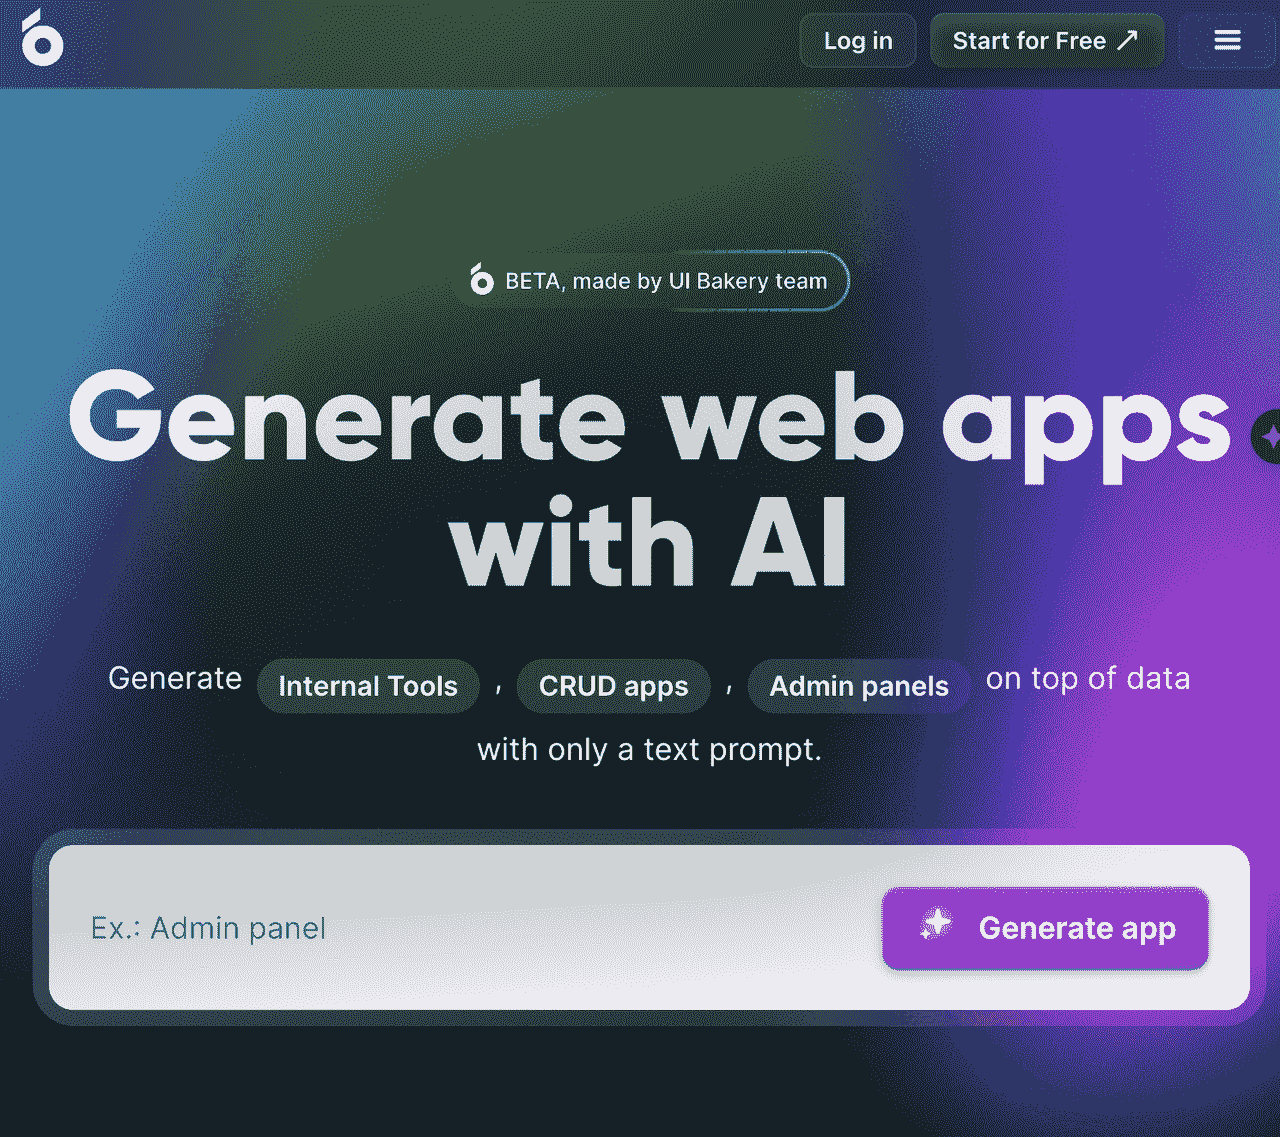 Log in
Start for Free ↗
BETA, made by UI Bakery team
Generate web apps
with AI
Generate Internal Tools , CRUD apps , Admin panels on top of data
with only a text prompt.
Ex.: Admin panel
Generate app